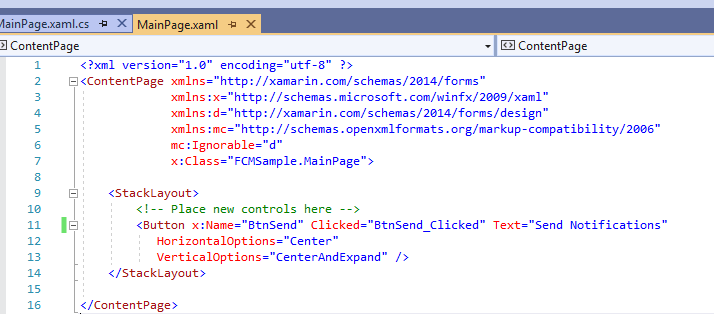 MainPage.xaml.cs MainPage.xaml
ContentPage ContentPage
1 <?xml version="1.0" encoding="utf-8" ?>
2 <ContentPage xmlns="http://xamarin.com/schemas/2014/forms"
3 xmlns:x="http://schemas.microsoft.com/winfx/2009/xaml"
4 xmlns:d="http://xamarin.com/schemas/2014/forms/design"
5 xmlns:mc="http://schemas.openxmlformats.org/markup-compatibility/2006"
6 mc:Ignorable="d"
7 x:Class="FCMSample.MainPage">
8
9 <StackLayout>
10 <!-- Place new controls here -->
11 <Button x:Name="BtnSend" Clicked="BtnSend_Clicked" Text="Send Notifications"
12 HorizontalOptions="Center"
13 VerticalOptions="CenterAndExpand" />
14 </StackLayout>
15
16 </ContentPage>